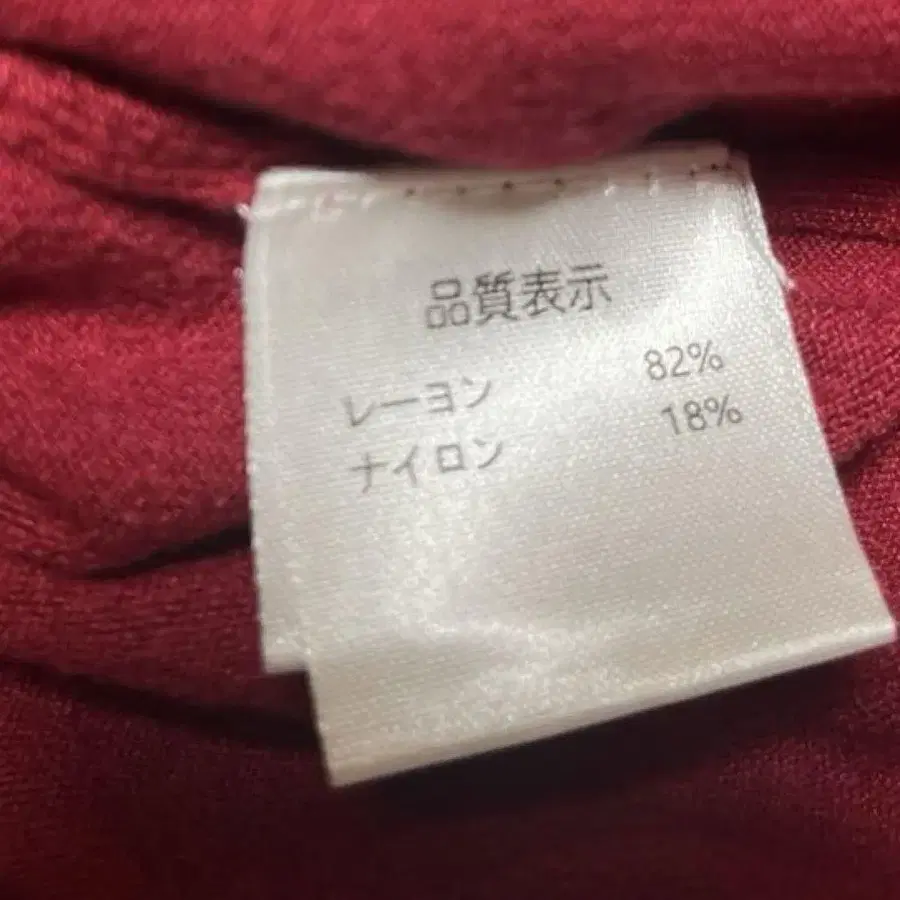 品質表示
レーヨン 82%
ナイロン 18%